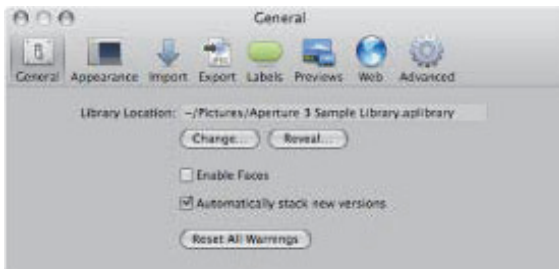 General
General Appearance Import Export Labels Previews Web Advanced
Library Location: ~/Pictures/Aperture 3 Sample Library.aplibrary
Change... Reveal...
Enable Faces
Automatically stack new versions
Reset All Warnings